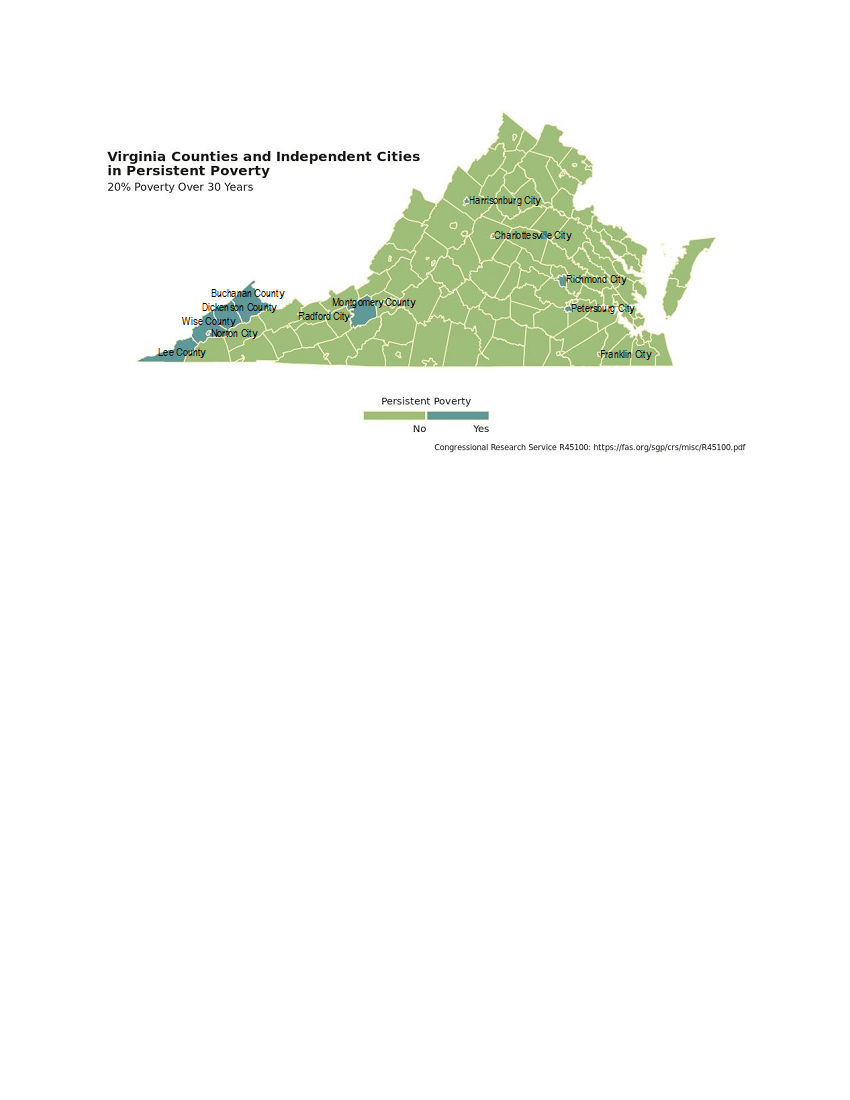 Virginia Counties and Independent Cities
in Persistent Poverty
20% Poverty Over 30 Years
Harrisonburg City
Charlottesville City
Richmond City
Buchanan County
Montgomery County
Dickenson County
Petersburg City
Radford City
Wise County
Norton City
Lee County
Franklin City
Persistent Poverty
No Yes
Congressional Research Service R45100: https://fas.org/sgp/crs/misc/R45100.pdf